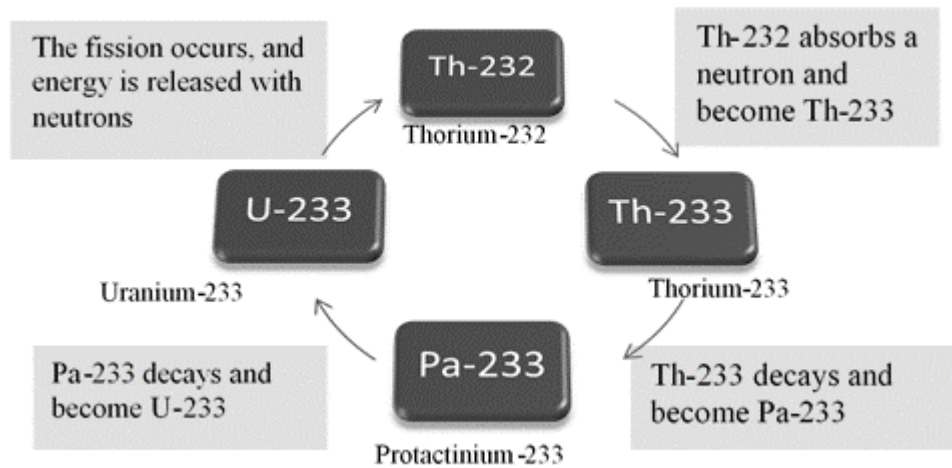 The fission occurs, and
energy is released with
neutrons
Th-232
Thorium-232
Th-232 absorbs a
neutron and
become Th-233
U-233
Uranium-233
Th-233
Thorium-233
Pa-233 decays and
become U-233
Pa-233
Protactinium-233
Th-233 decays and
become Pa-233